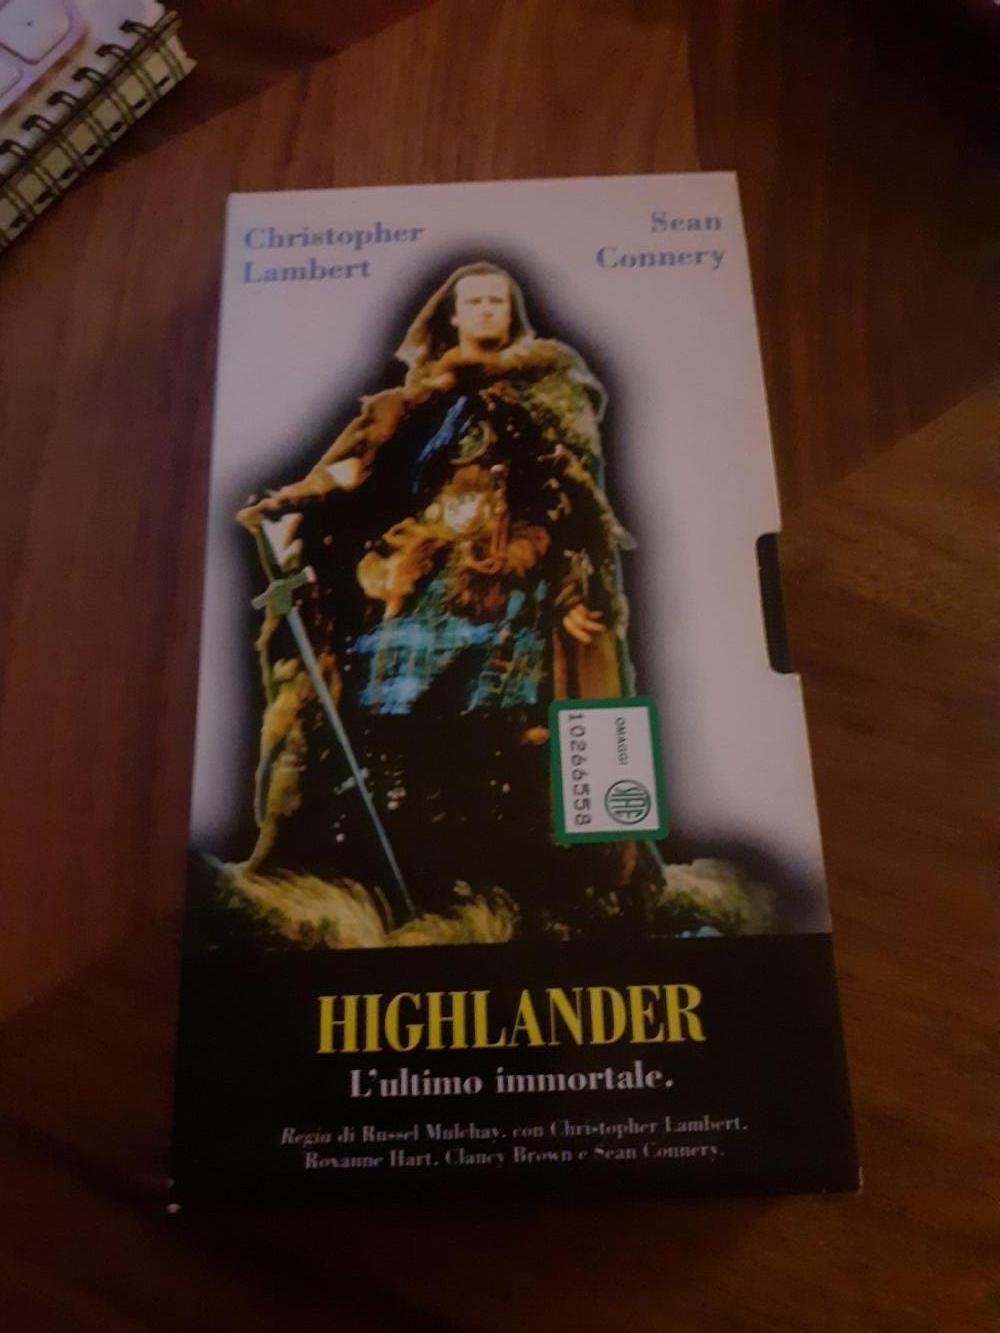 Christopher
Lambert
Sean
Connery
OMAGGI
SIAE
10266558
HIGHLANDER
L'ultimo immortale.
Regia di Russel Mulchay, con Christopher Lambert,
Roxanne Hart, Clancy Brown e Sean Connery.